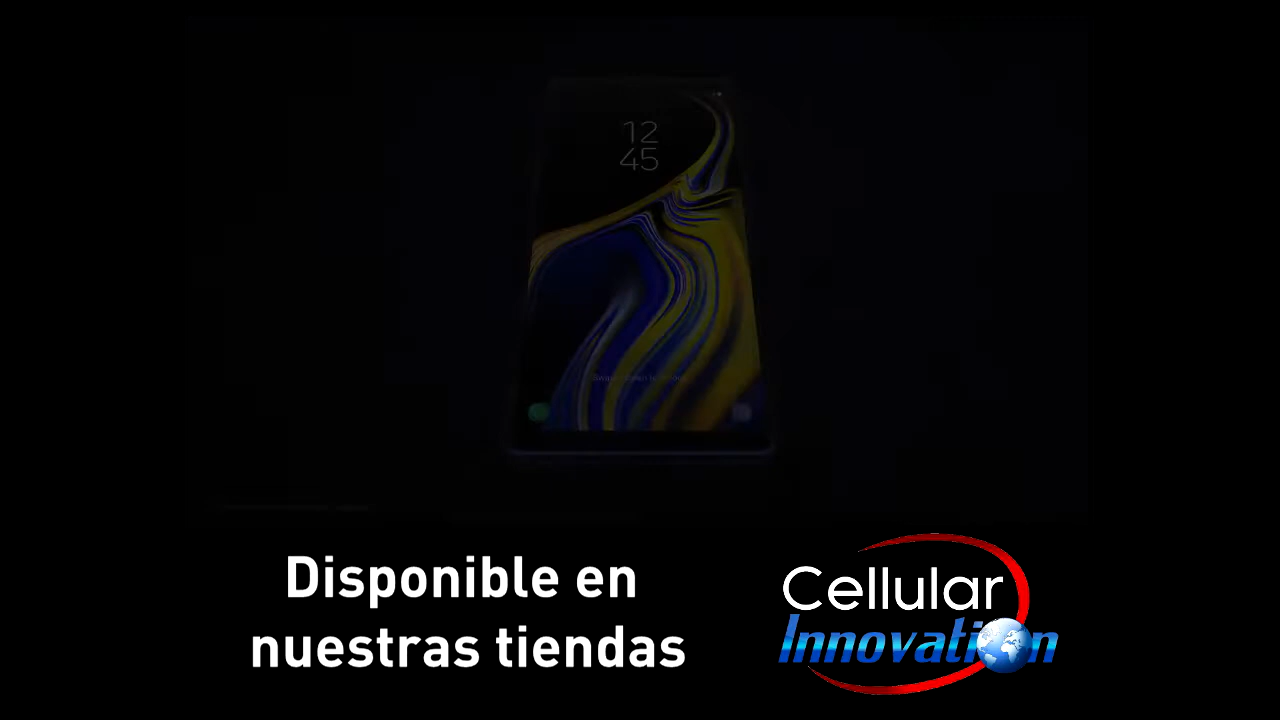 12
45
Disponible en
nuestras tiendas
Cellular
Innovation